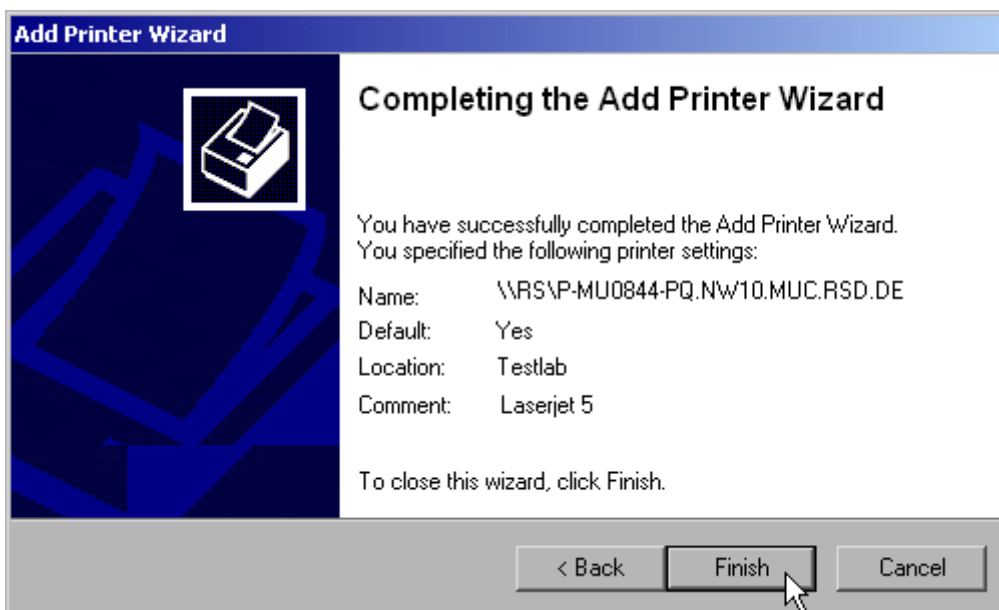 Add Printer Wizard
Completing the Add Printer Wizard
You have successfully completed the Add Printer Wizard.
You specified the following printer settings:
Name: \\RS\P-MU0844-PQ.NW10.MUC.RSD.DE
Default: Yes
Location: Testlab
Comment: Laserjet 5
To close this wizard, click Finish.
< Back Finish Cancel